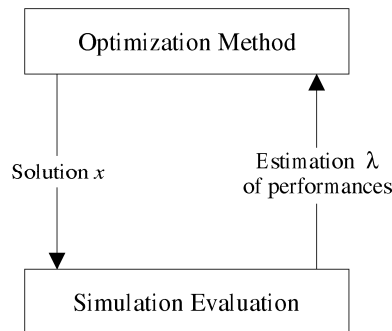 Optimization Method
Solution x
Estimation λ
of performances
Simulation Evaluation